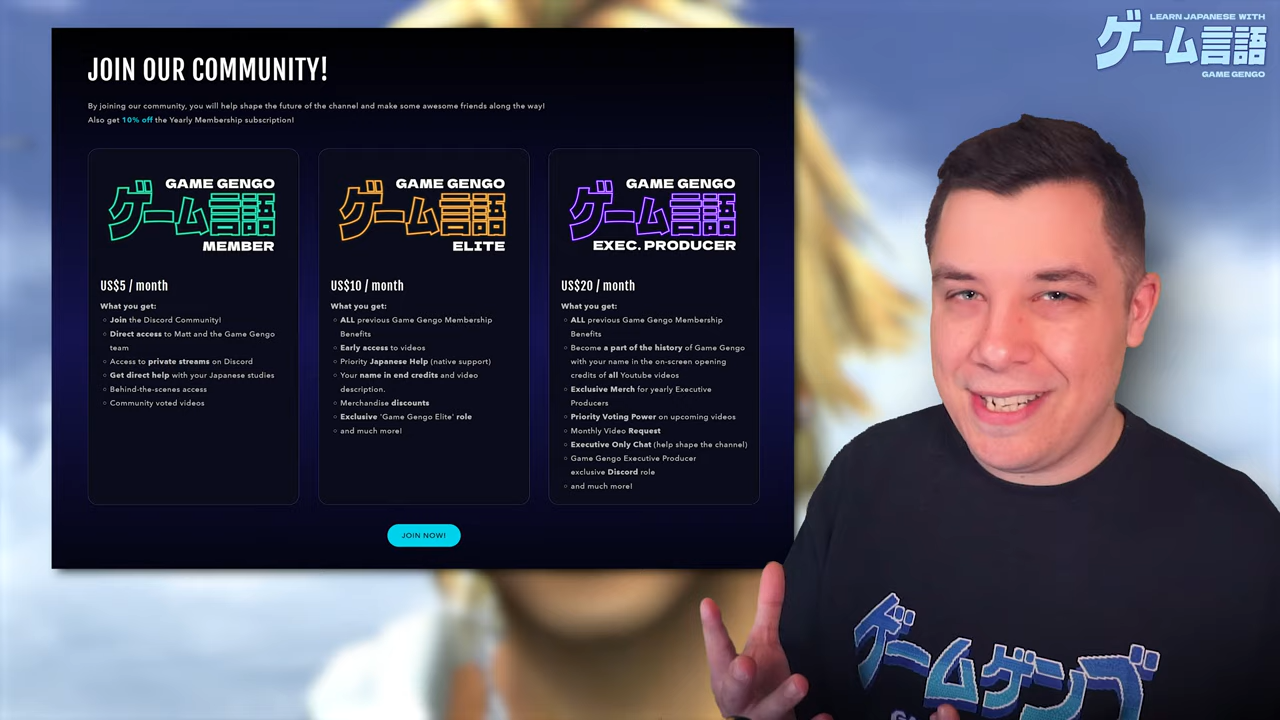 LEARN JAPANESE WITH
ゲーム言語
GAME GENGO
JOIN OUR COMMUNITY!
By joining our community, you will help shape the future of the channel and make some awesome friends along the way!
Also get 10% off the Yearly Membership subscription!
GAME GENGO
ゲーム言語
MEMBER
US$5 / month
What you get:
Join the Discord Community!
Direct access to Matt and the Game Gengo
team
Access to private streams on Discord
Get direct help with your Japanese studies
Behind-the-scenes access
Community voted videos
GAME GENGO
ゲーム言語
ELITE
US$10 / month
What you get:
ALL previous Game Gengo Membership
Benefits
Early access to videos
Priority Japanese Help (native support)
Your name in end credits and video
description.
Merchandise discounts
Exclusive 'Game Gengo Elite' role
and much more!
GAME GENGO
ゲーム言語
EXEC. PRODUCER
US$20 / month
What you get:
ALL previous Game Gengo Membership
Benefits
Become a part of the history of Game Gengo
with your name in the on-screen opening
credits of all Youtube videos
Exclusive Merch for yearly Executive
Producers
Priority Voting Power on upcoming videos
Monthly Video Request
Executive Only Chat (help shape the channel)
Game Gengo Executive Producer
exclusive Discord role
and much more!
JOIN NOW!
ゲームゲンゴ